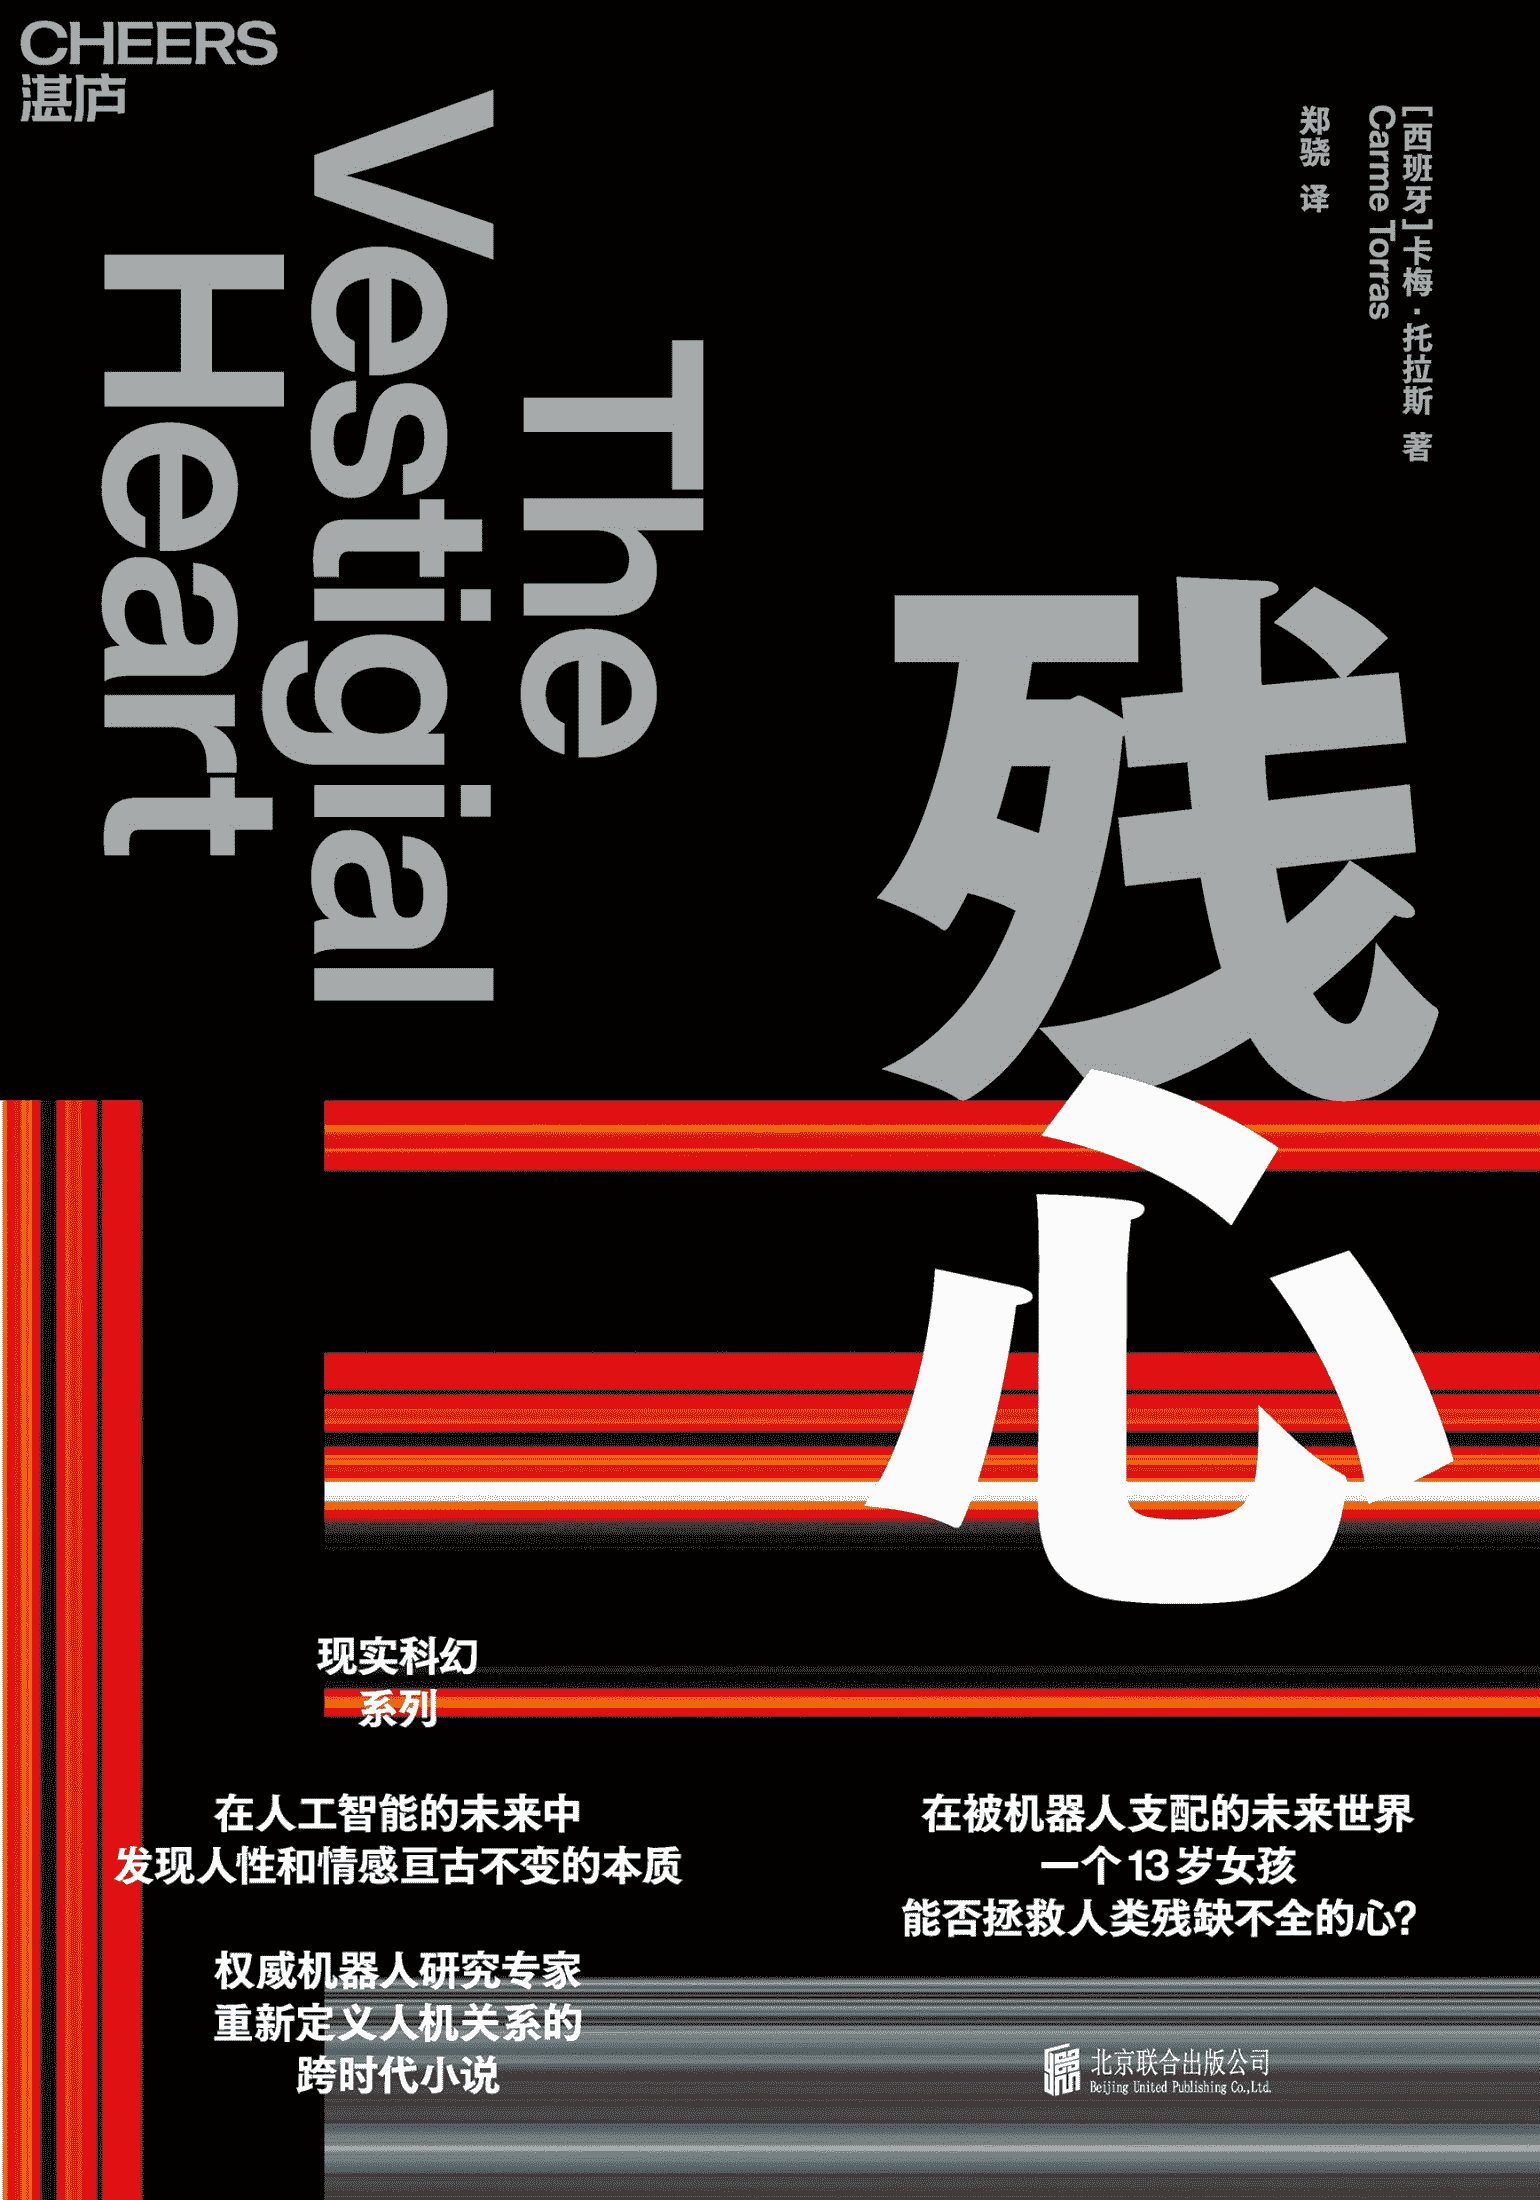 CHEERS
湛庐
[西班牙]卡梅·托拉斯 著
Carme Torras
郑骁 译
The
Vestigial
Heart
残
心
现实科幻
系列
在人工智能的未来中
发现人性和情感亘古不变的本质
权威机器人研究专家
重新定义人机关系的
跨时代小说
在被机器人支配的未来世界
一个13岁女孩
能否拯救人类残缺不全的心?
北京联合出版公司
Beijing United Publishing Co.,Ltd.